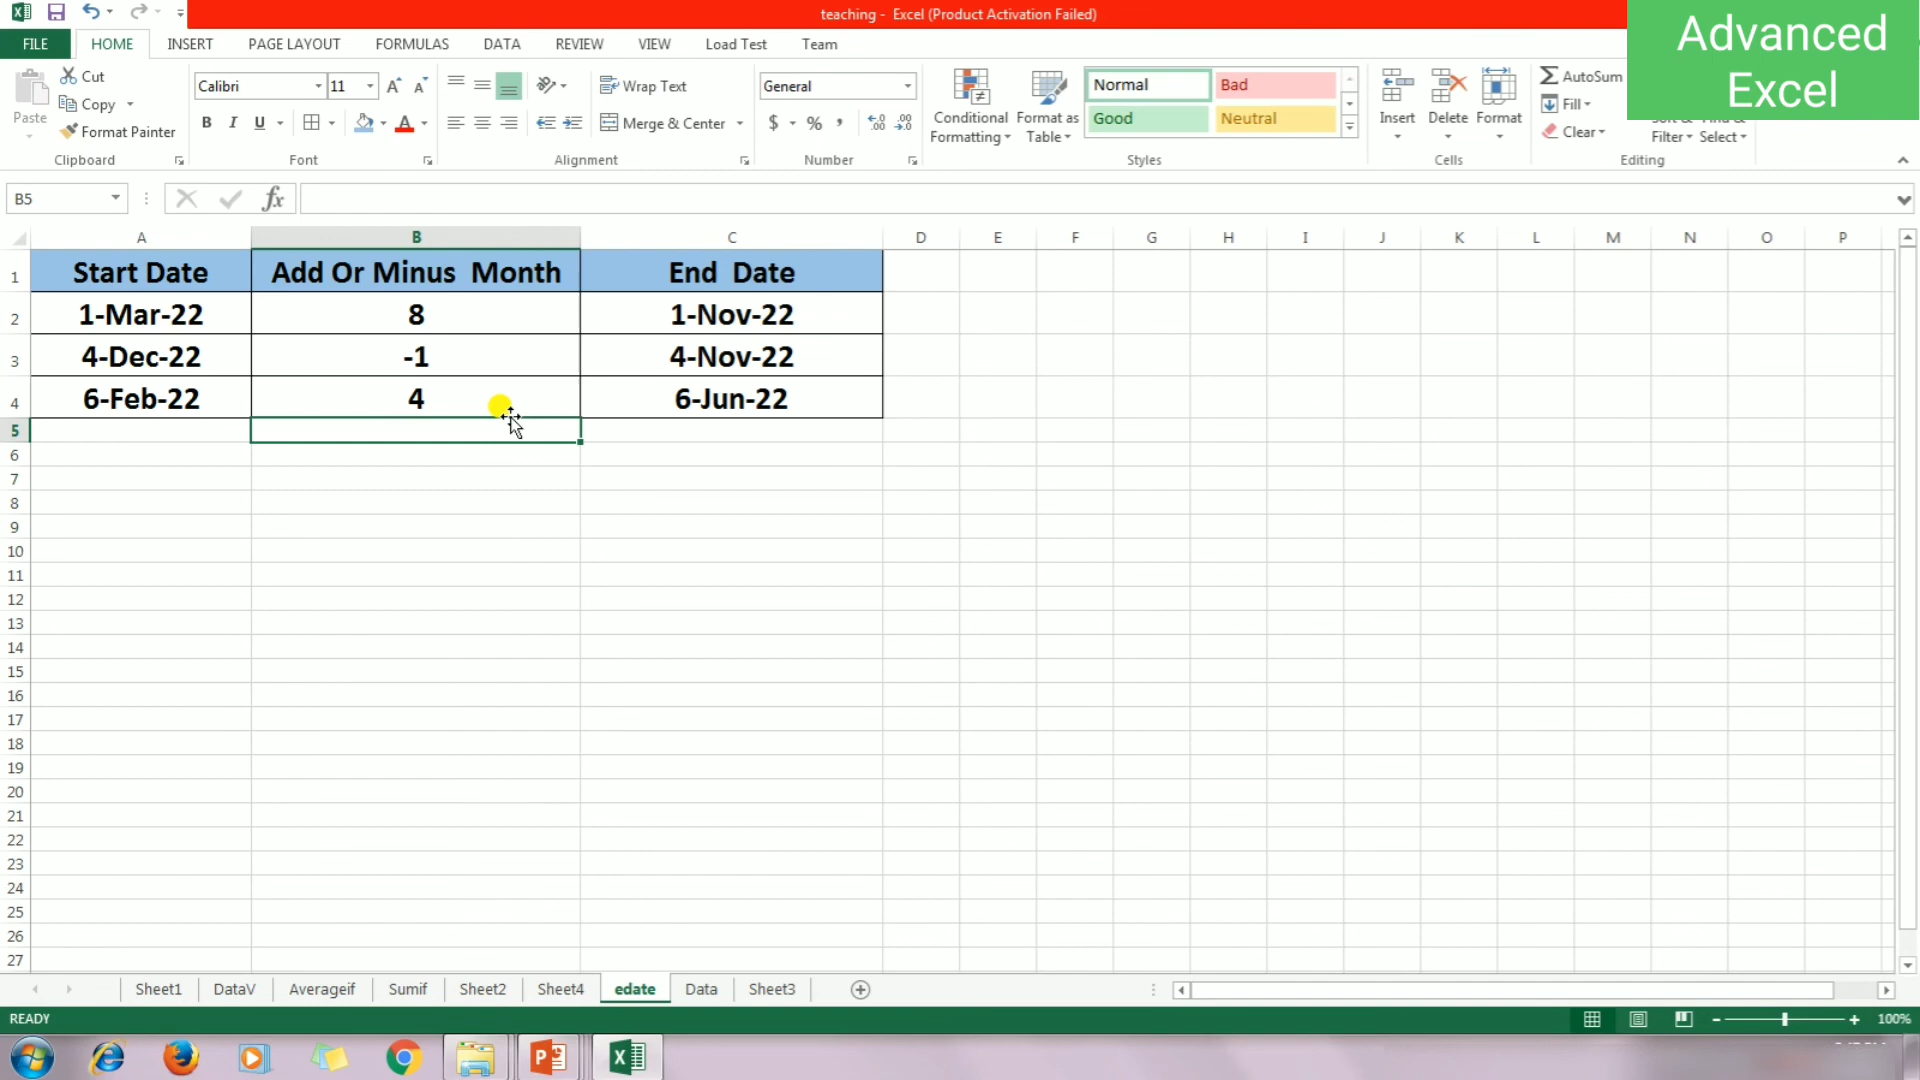 teaching - Excel (Product Activation Failed)
Advanced
Excel
FILE HOME INSERT PAGE LAYOUT FORMULAS DATA REVIEW VIEW Load Test Team
Paste
Cut
Copy
Format Painter
Clipboard
Calibri 11
B I U
Font
Wrap Text
Merge & Center
Alignment
General
$ % ,
Number
Conditional
Formatting
Format as
Table
Normal Bad
Good Neutral
Styles
Insert Delete Format
Cells
AutoSum
Fill
Clear
Filter Select
Editing
B5
fx
A B C D E F G H I J K L M N O P
1 Start Date Add Or Minus Month End Date
2 1-Mar-22 8 1-Nov-22
3 4-Dec-22 -1 4-Nov-22
4 6-Feb-22 4 6-Jun-22
5
6
7
8
9
10
11
12
13
14
15
16
17
18
19
20
21
22
23
24
25
26
27
Sheet1 DataV Averageif Sumif Sheet2 Sheet4 edate Data Sheet3
READY
100%